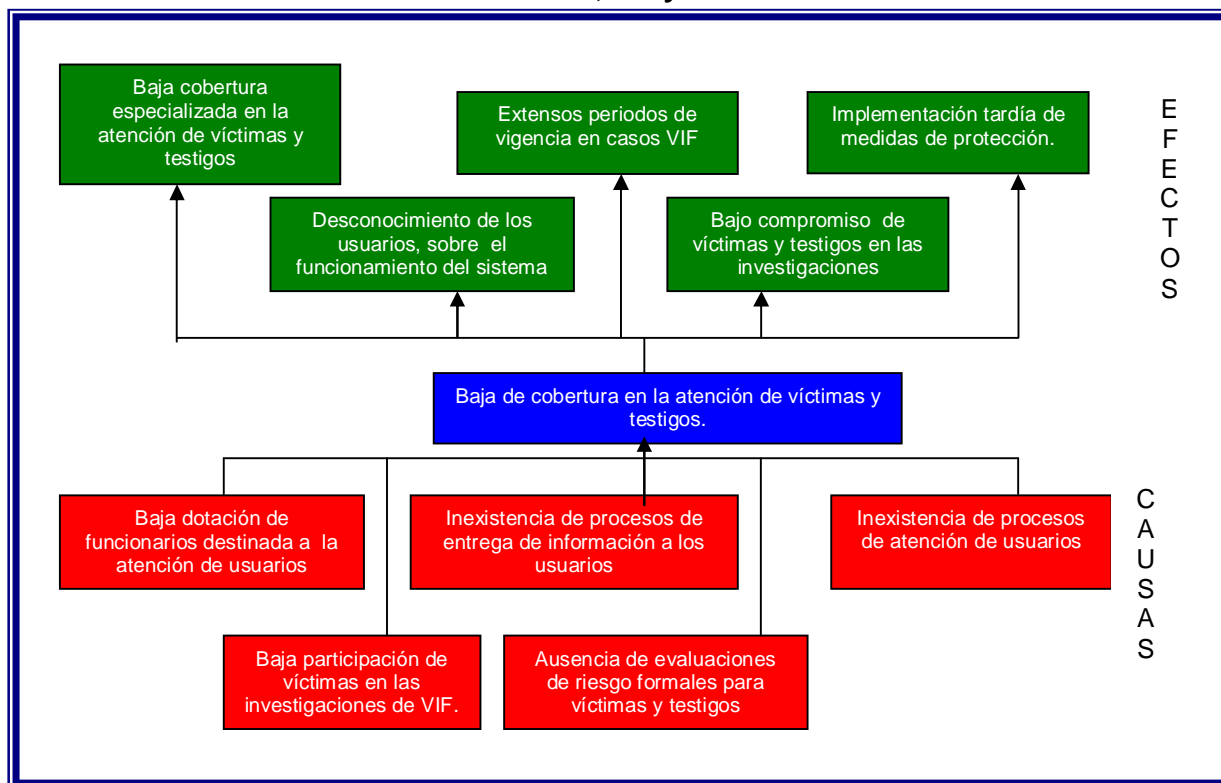 Baja cobertura
especializada en la
atención de víctimas y
testigos
Extensos periodos de
vigencia en casos VIF
Implementación tardía de
medidas de protección.
Desconocimiento de los
usuarios, sobre el
funcionamiento del sistema
Bajo compromiso de
víctimas y testigos en las
investigaciones
E
F
E
C
T
O
S
Baja de cobertura en la atención de víctimas y
testigos.
Baja dotación de
funcionarios destinada a la
atención de usuarios
Inexistencia de procesos de
entrega de información a los
usuarios
Inexistencia de procesos
de atención de usuarios
Baja participación de
víctimas en las
investigaciones de VIF.
Ausencia de evaluaciones
de riesgo formales para
víctimas y testigos
C
A
U
S
A
S